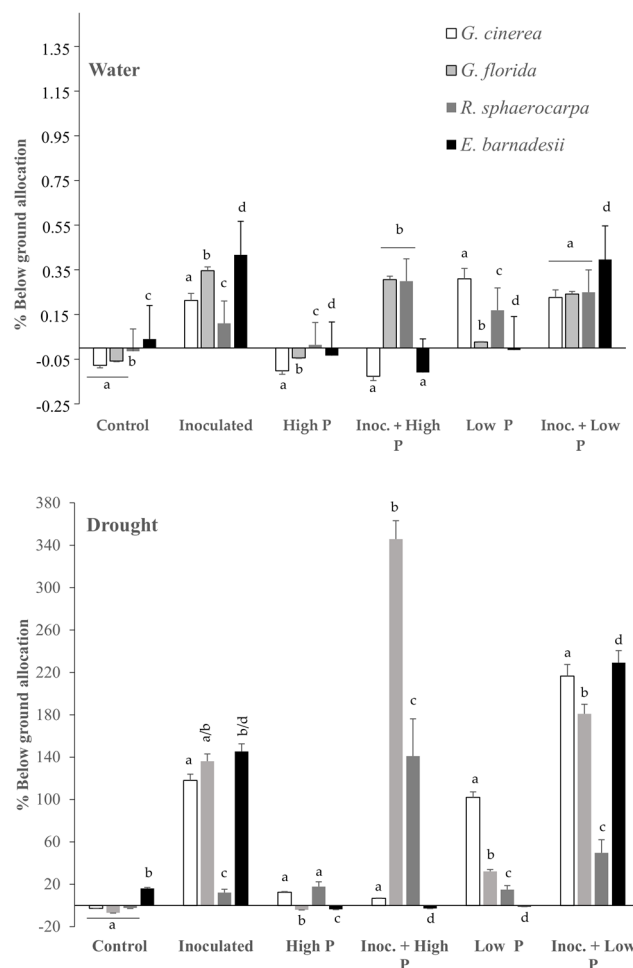 1.35
1.15
0.95
0.75
0.55
0.35
0.15
-0.05
-0.25
% Below ground allocation
Water
G. cinerea
G. florida
R. sphaerocarpa
E. barnadesii
a
b
c
a
b
c
d
a
b
c
d
a
b
a
a
b
c
d
a
d
Control
Inoculated
High P
Inoc. + High
P
Low P
Inoc. + Low
P
380
340
300
260
220
180
140
100
60
20
-20
% Below ground allocation
Drought
a
b
a
a/b
c
b/d
a
b
a
c
a
b
c
d
a
b
c
d
a
b
c
d
Control
Inoculated
High P
Inoc. + High
P
Low P
Inoc. + Low
P